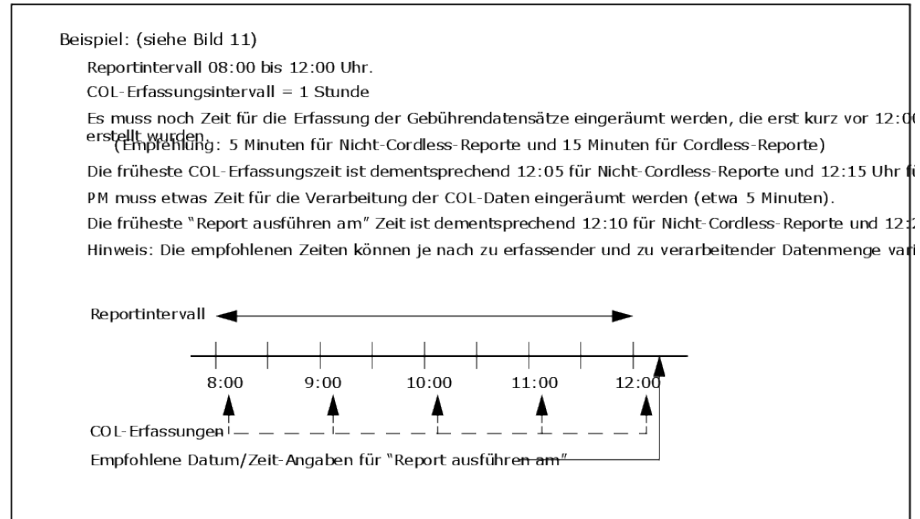 Beispiel: (siehe Bild 11)
Reportintervall 08:00 bis 12:00 Uhr.
COL-Erfassungsintervall = 1 Stunde
Es muss noch Zeit für die Erfassung der Gebührendatensätze eingeräumt werden, die erst kurz vor 12:00
erstellt wurden.
(Empfehlung: 5 Minuten für Nicht-Cordless-Reporte und 15 Minuten für Cordless-Reporte)
Die früheste COL-Erfassungszeit ist dementsprechend 12:05 für Nicht-Cordless-Reporte und 12:15 Uhr fü
PM muss etwas Zeit für die Verarbeitung der COL-Daten eingeräumt werden (etwa 5 Minuten).
Die früheste “Report ausführen am” Zeit ist dementsprechend 12:10 für Nicht-Cordless-Reporte und 12:2
Hinweis: Die empfohlenen Zeiten können je nach zu erfassender und zu verarbeitender Datenmenge vari
Reportintervall
8:00 9:00 10:00 11:00 12:00
COL-Erfassungen
Empfohlene Datum/Zeit-Angaben für “Report ausführen am”